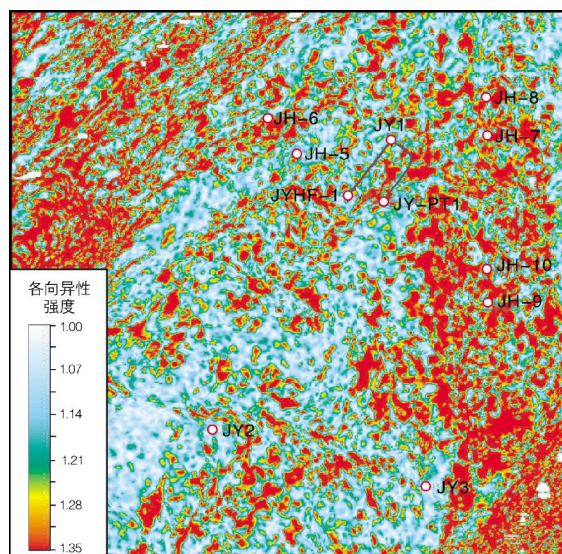 JH-8
JH-6
JY1
JH-7
JH-5
JYHF-1
JY-PT1
JH-10
JH-9
各向异性
强度
1.00
1.07
1.14
1.21
1.28
1.35
JY2
JY3